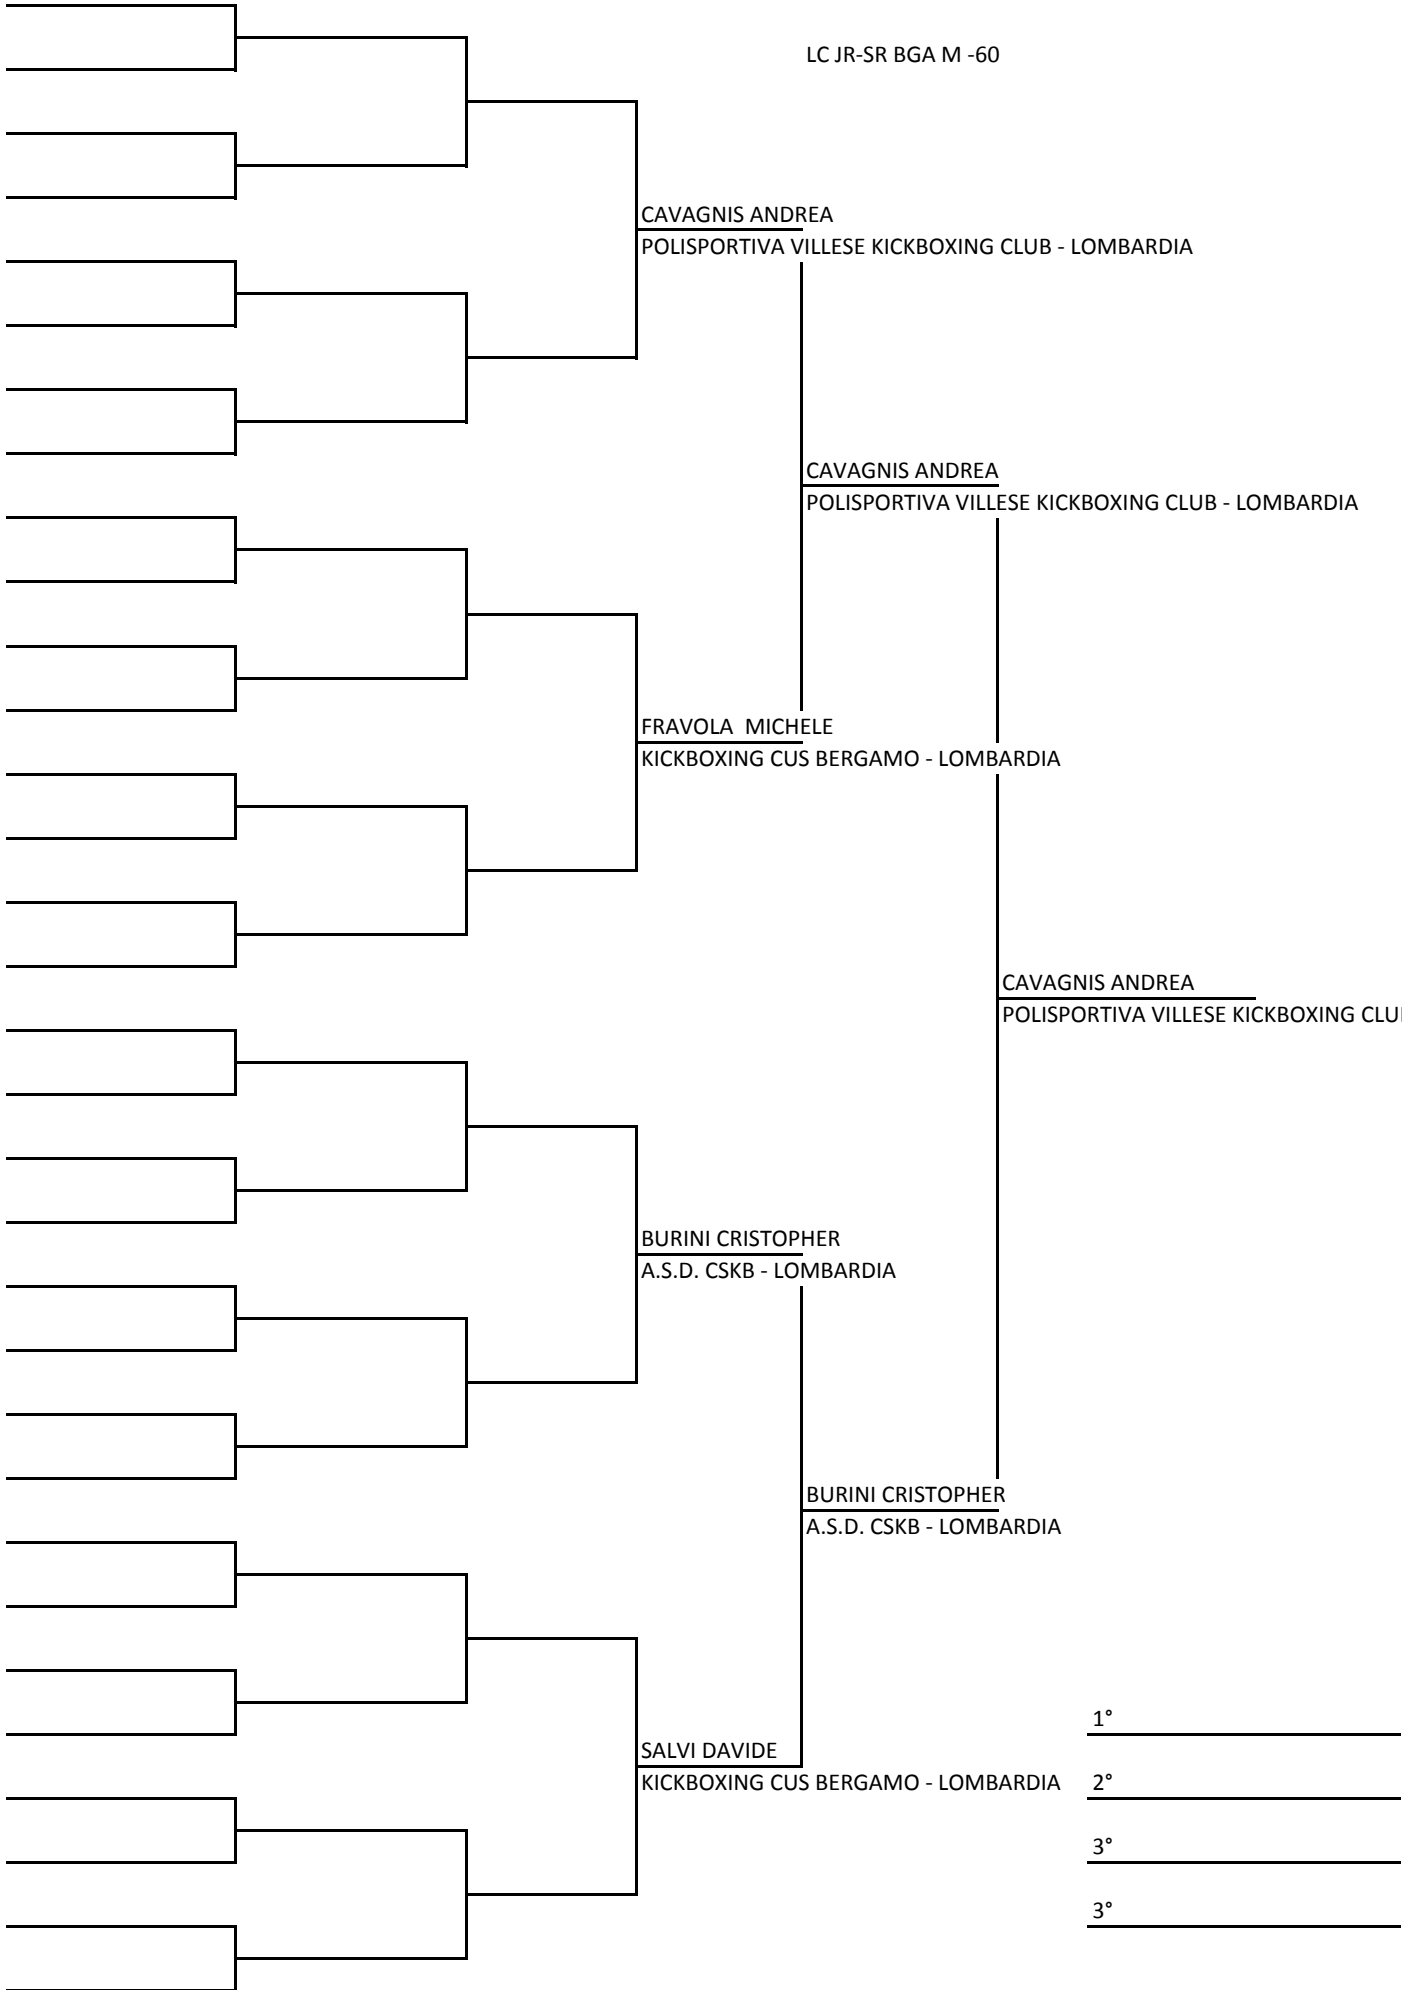 LC JR-SR BGA M -60
CAVAGNIS ANDREA
POLISPORTIVA VILLESE KICKBOXING CLUB - LOMBARDIA
CAVAGNIS ANDREA
POLISPORTIVA VILLESE KICKBOXING CLUB - LOMBARDIA
FRAVOLA  MICHELE
KICKBOXING CUS BERGAMO - LOMBARDIA
CAVAGNIS ANDREA
POLISPORTIVA VILLESE KICKBOXING
BURINI CRISTOPHER
A.S.D. CSKB - LOMBARDIA
BURINI CRISTOPHER
A.S.D. CSKB - LOMBARDIA
1°
SALVI DAVIDE
KICKBOXING CUS BERGAMO - LOMBARDIA
2°
3°
3°